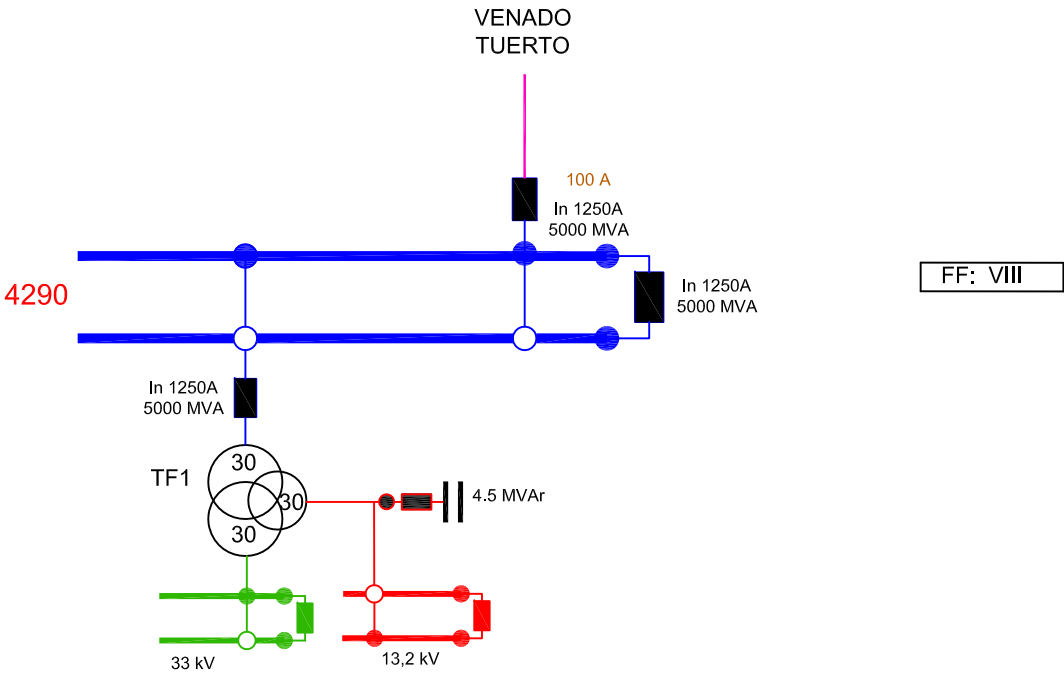 VENADO
TUERTO
100 A
In 1250A
5000 MVA
4290
In 1250A
5000 MVA
FF: VIII
In 1250A
5000 MVA
TF1
30
30
30
4.5 MVAr
33 kV
13,2 kV